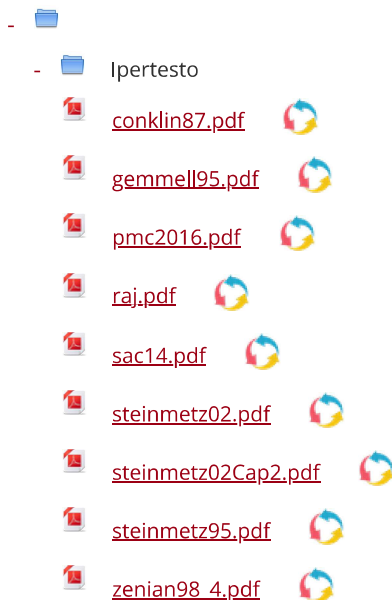 -
- Ipertesto
conklin87.pdf
gemmell95.pdf
pmc2016.pdf
raj.pdf
sac14.pdf
steinmetz02.pdf
steinmetz02Cap2.pdf
steinmetz95.pdf
zenian98_4.pdf